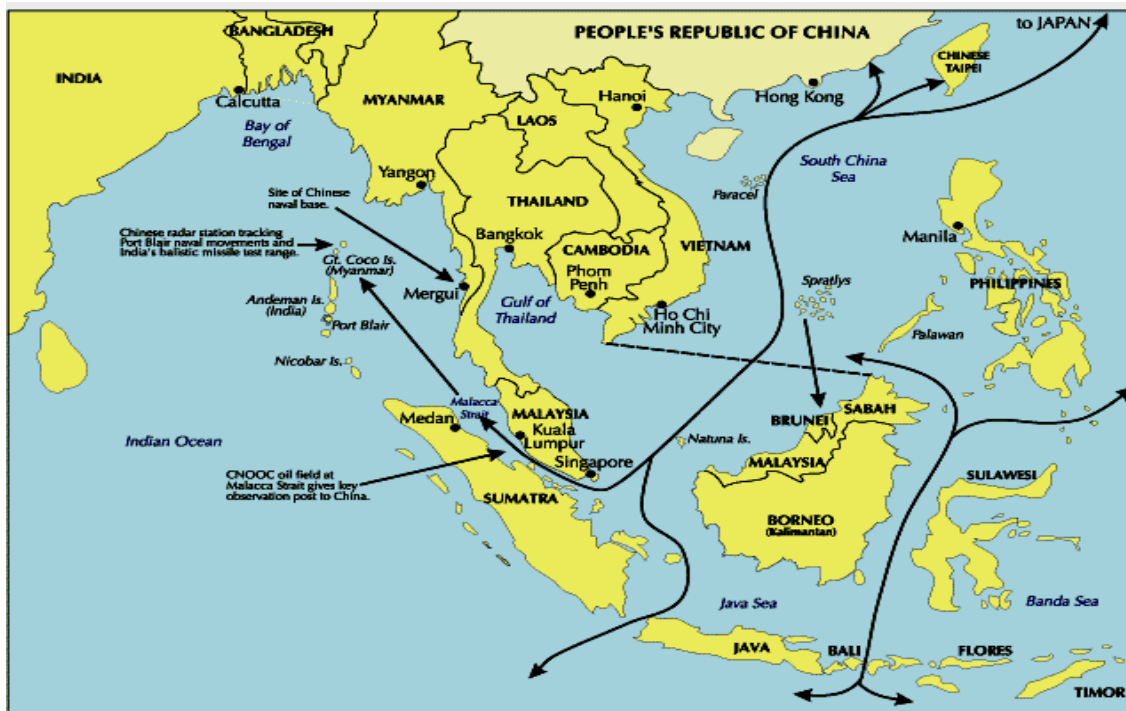 to JAPAN
PEOPLE'S REPUBLIC OF CHINA
BANGLADESH
CHINESE
TAIPEI
INDIA
Calcutta
MYANMAR
Hanoi
Hong Kong
LAOS
Bay of
Bengal
South China
Sea
Yangon
Paracel
Site of Chinese
naval base.
THAILAND
Chinese radar station tracking
Port Blair naval movements and
India's ballistic missile test range.
Bangkok
Manila
CAMBODIA
VIETNAM
Gt. Coco Is.
(Myanmar)
Phom
Penh
Mergui
Spratlys
PHILIPPINES
Andeman Is.
(India)
Gulf of
Thailand
Ho Chi
Minh City
Port Blair
Palawan
Nicobar Is.
Malacca
Strait
MALAYSIA
SABAH
Medan
BRUNEI
Kuala
Lumpur
Natuna Is.
Indian Ocean
Singapore
MALAYSIA
CNOOC oil field at
Malacca Strait gives key
observation post to China.
SULAWESI
SUMATRA
BORNEO
(Kalimantan)
Java Sea
Banda Sea
JAVA
BALI
FLORES
TIMOR